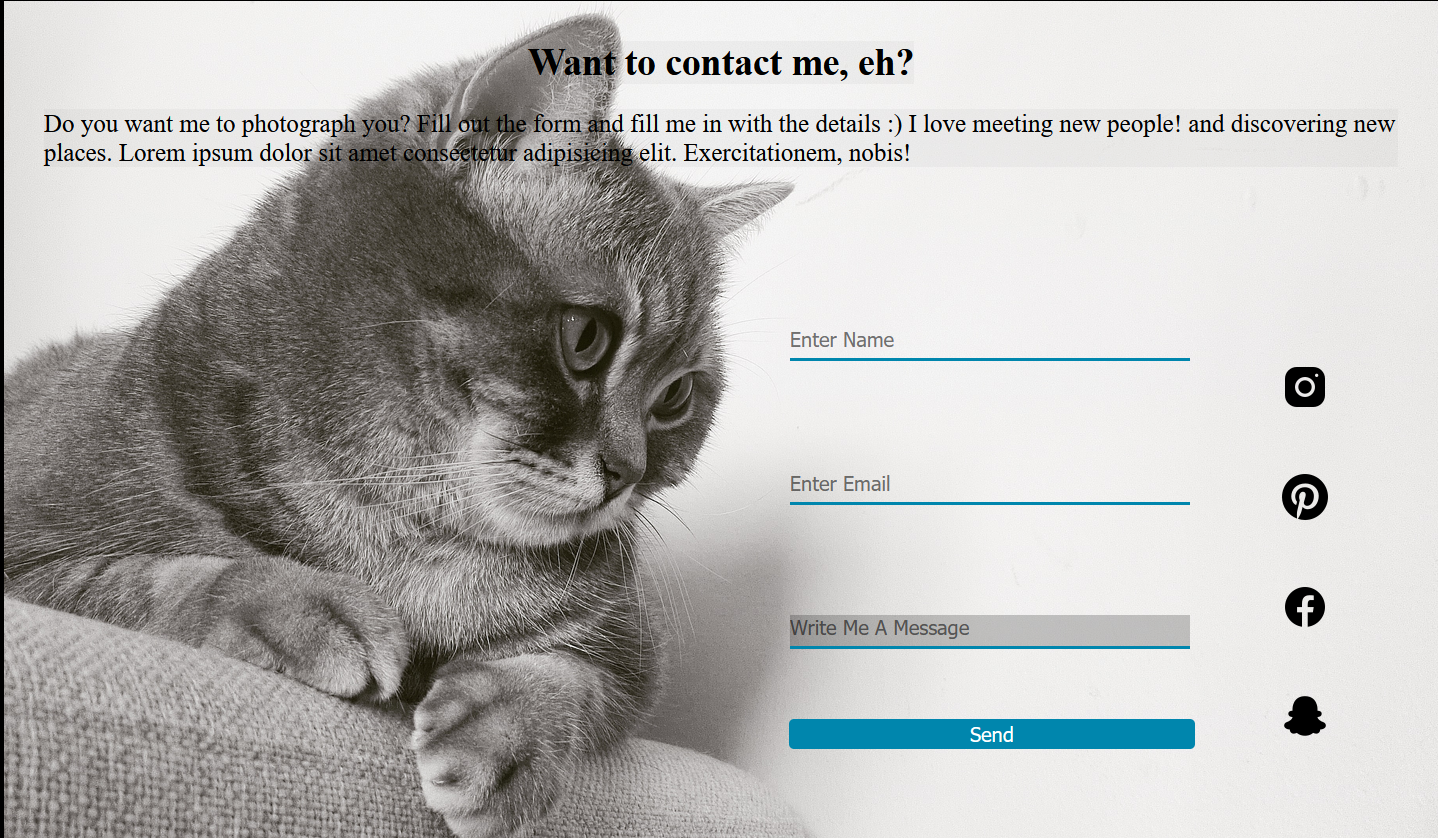 Want to contact me, eh?
Do you want me to photograph you? Fill out the form and fill me in with the details :) I love meeting new people! and discovering new
places. Lorem ipsum dolor sit amet consectetur adipisicing elit. Exercitationem, nobis!
Enter Name
Enter Email
Write Me A Message
Send